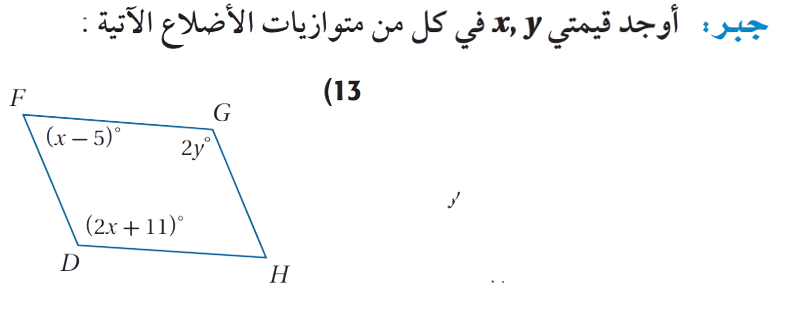 جبر: أوجد قيمتي x, y في كل من متوازيات الأضلاع الآتية :
(13
F
G
(x − 5)°
2y°
(2x + 11)°
D
H